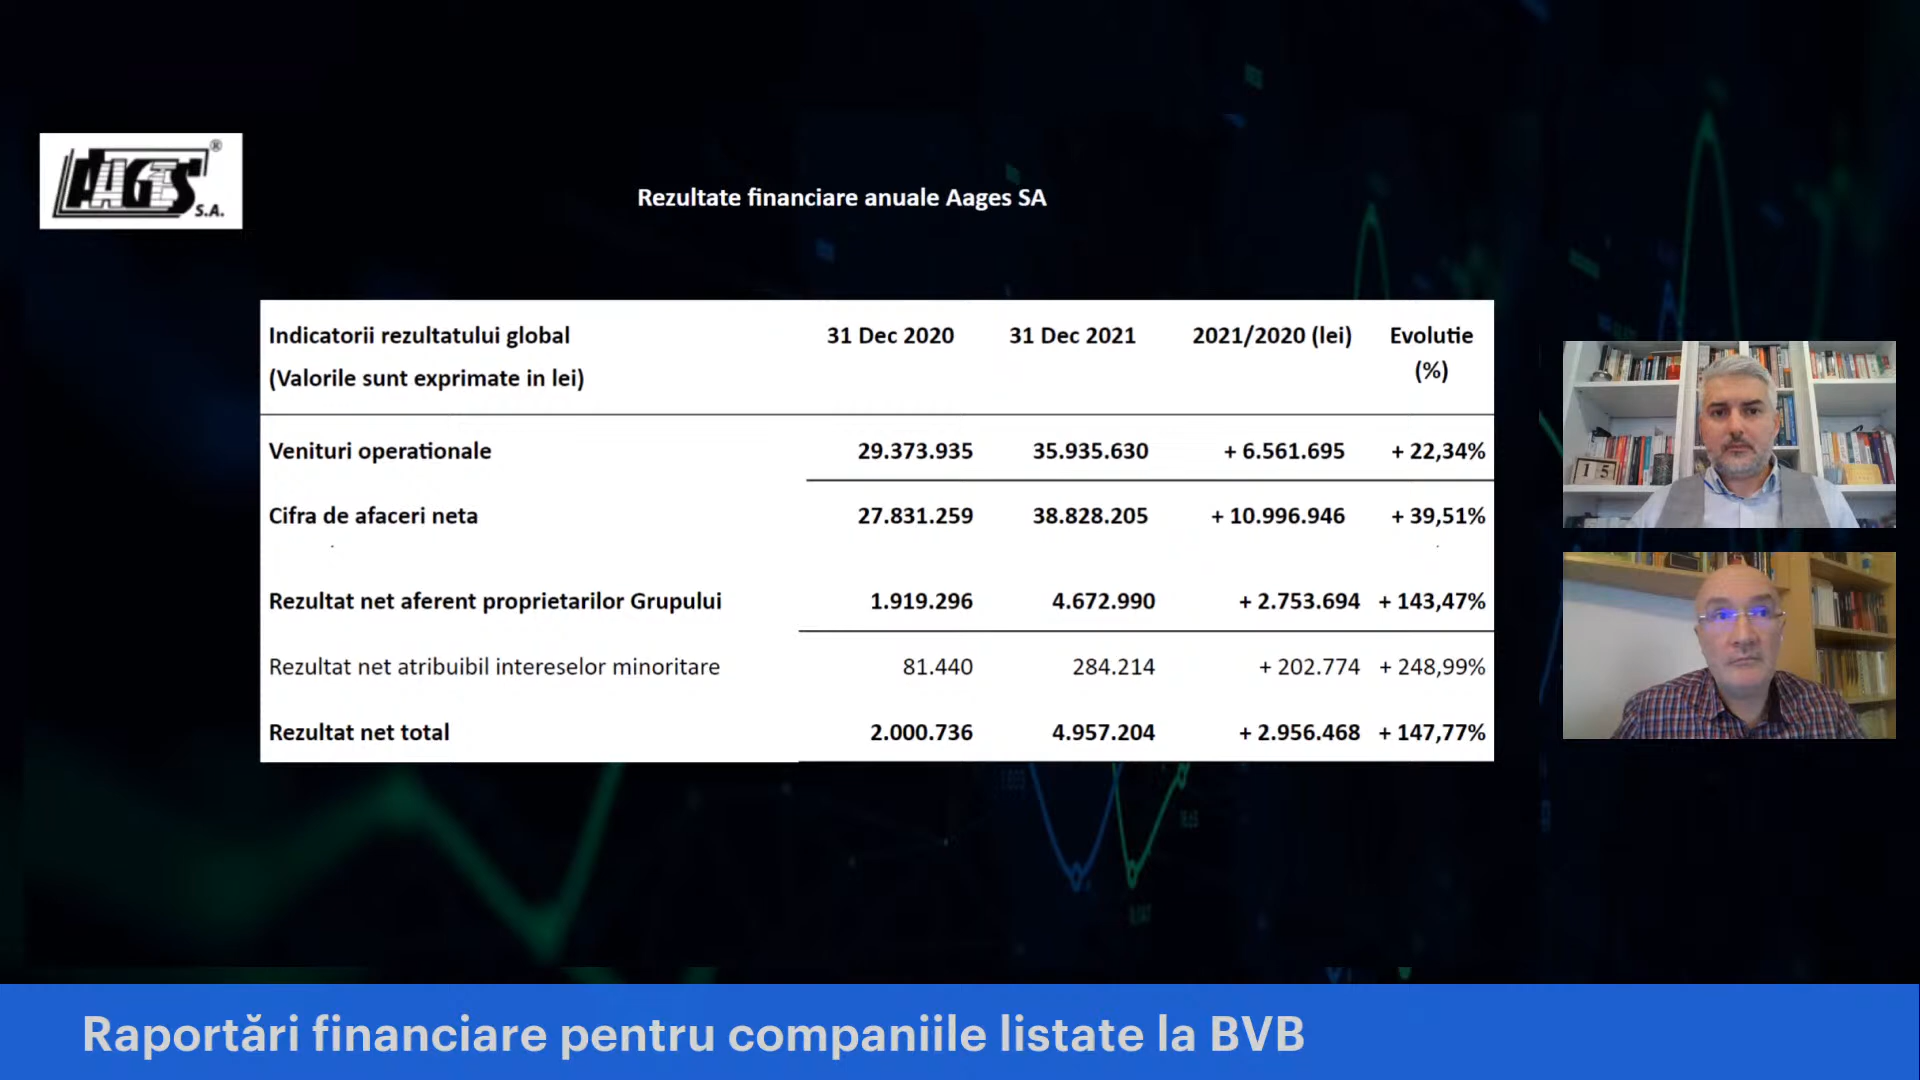 AAGES ®
S.A.
Rezultate financiare anuale Aages SA
Indicatorii rezultatului global 31 Dec 2020 31 Dec 2021 2021/2020 (lei) Evolutie
(Valorile sunt exprimate in lei) (%)
Venituri operationale 29.373.935 35.935.630 + 6.561.695 + 22,34%
Cifra de afaceri neta 27.831.259 38.828.205 + 10.996.946 + 39,51%
Rezultat net aferent proprietarilor Grupului 1.919.296 4.672.990 + 2.753.694 + 143,47%
Rezultat net atribuibil intereselor minoritare 81.440 284.214 + 202.774 + 248,99%
Rezultat net total 2.000.736 4.957.204 + 2.956.468 + 147,77%
15
Raportări financiare pentru companiile listate la BVB